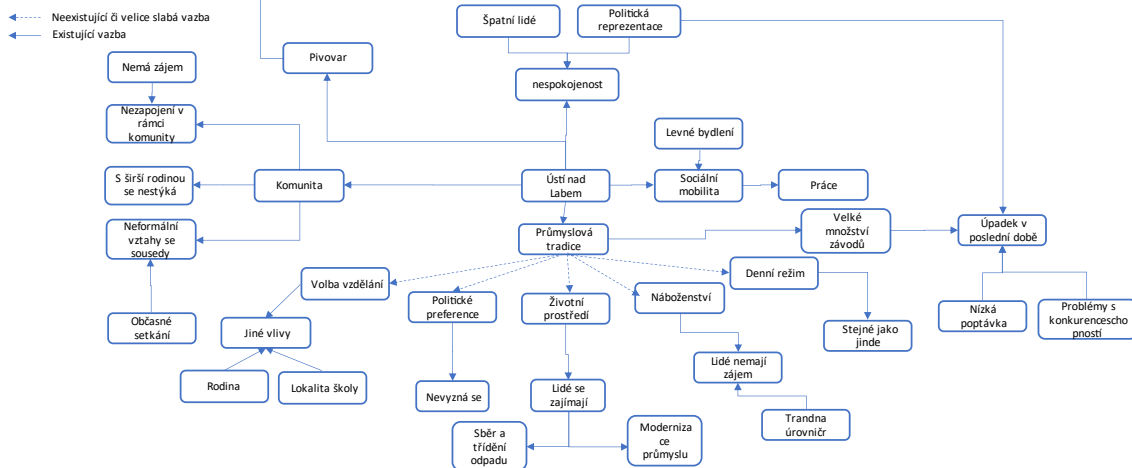 Neexistující či velice slabá vazba
Existující vazba
Špatní lidé
Politická
reprezentace
Pivovar
Nemá zájem
nespokojenost
Nezapojení v
rámci
komunity
Levné bydlení
S širší rodinou
se nestýká
Komunita
Ústí nad
Labem
Sociální
mobilita
Práce
Neformální
vztahy se
sousedy
Průmyslová
tradice
Velké
množství
závodů
Úpadek v
poslední době
Volba vzdělání
Politické
preference
Životní
prostředí
Náboženství
Denní režim
Občasné
setkání
Jiné vlivy
Stejné jako
jinde
Nízká
poptávka
Problémy s
konkurencescho
pností
Rodina
Lokalita školy
Nevyzná se
Lidé se
zajímají
Lidé nemají
zájem
Trandna
úrovničr
Sběr a
třídění
odpadu
Moderniza
ce
průmyslu